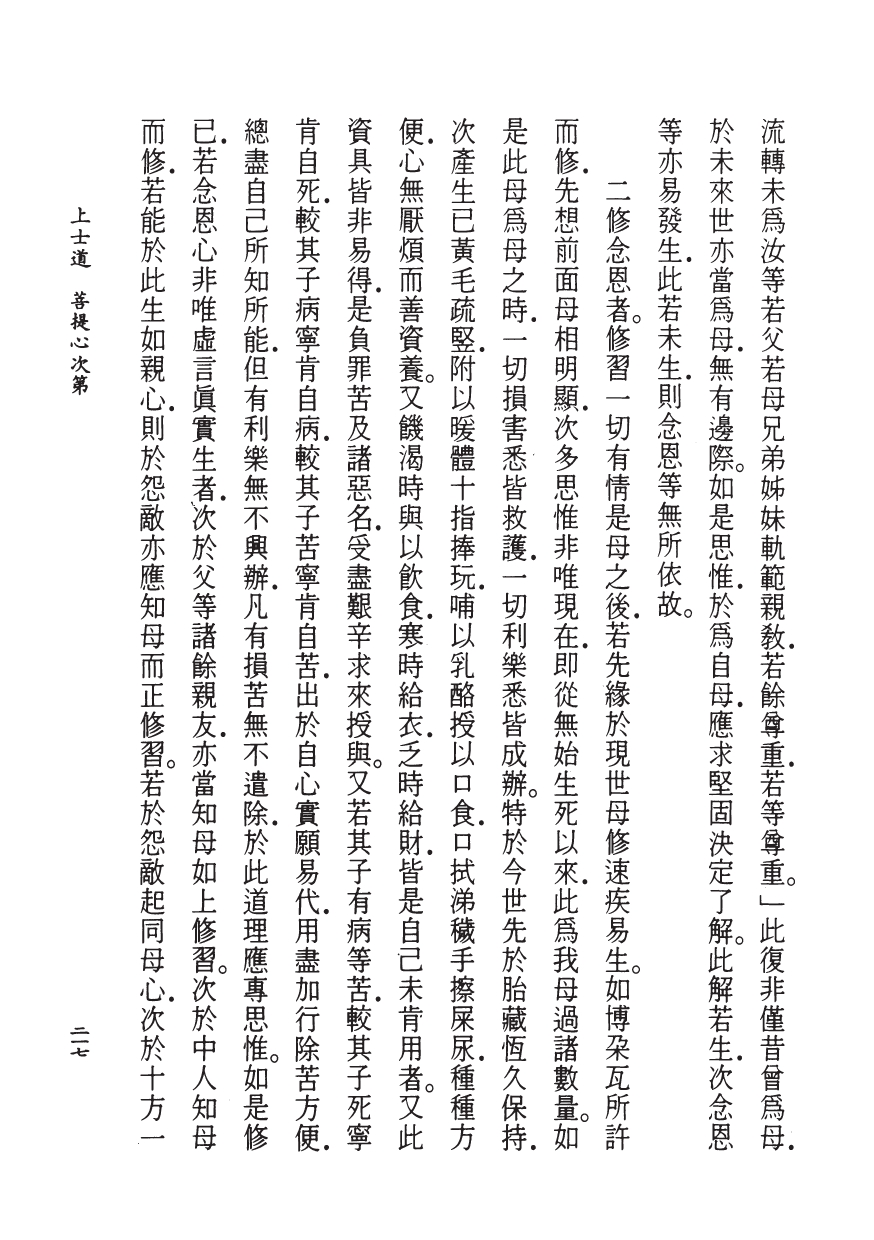 流轉未爲汝等若父若母兄弟姊妹軌範親教．若餘尊重．若等尊重。」此復非僅昔曾爲母．
於未來世亦當爲母．無有邊際。如是思惟．於爲自母．應求堅固決定了解。此解若生．次念恩
等亦易發生．此若未生．則念恩等無所依故。
二修念恩者。修習一切有情是母之後．若先緣於現世母修速疾易生。如博朶瓦所許
而修．先想前面母相明顯．次多思惟非唯現在．即從無始生死以來．此爲我母過諸數量。如
是此母爲母之時．一切損害悉皆救護．一切利樂悉皆成辦。特於今世先於胎藏恆久保持．
次產生已黃毛疏竪．附以暖體十指捧玩．哺以乳酪授以口食．口拭涕穢手擦屎尿．種種方
便．心無厭煩而善資養。又饑渴時與以飲食．寒時給衣．乏時給財．皆是自己未肯用者。又此
資具皆非易得．是負罪苦及諸惡名．受盡艱辛求來授與。又若其子有病等苦．較其子死寧
肯自死．較其子病寧肯自病．較其子苦寧肯自苦．出於自心實願易代．用盡加行除苦方便．
總盡自己所知所能．但有利樂無不興辦．凡有損苦無不遣除．於此道理應專思惟。如是修
已．若念恩心非唯虛言眞實生者．次於父等諸餘親友．亦當知母如上修習。次於中人知母
而修．若能於此生如親心．則於怨敵亦應知母而正修習。若於怨敵起同母心．次於十方一
上士道　菩提心次第
二一七